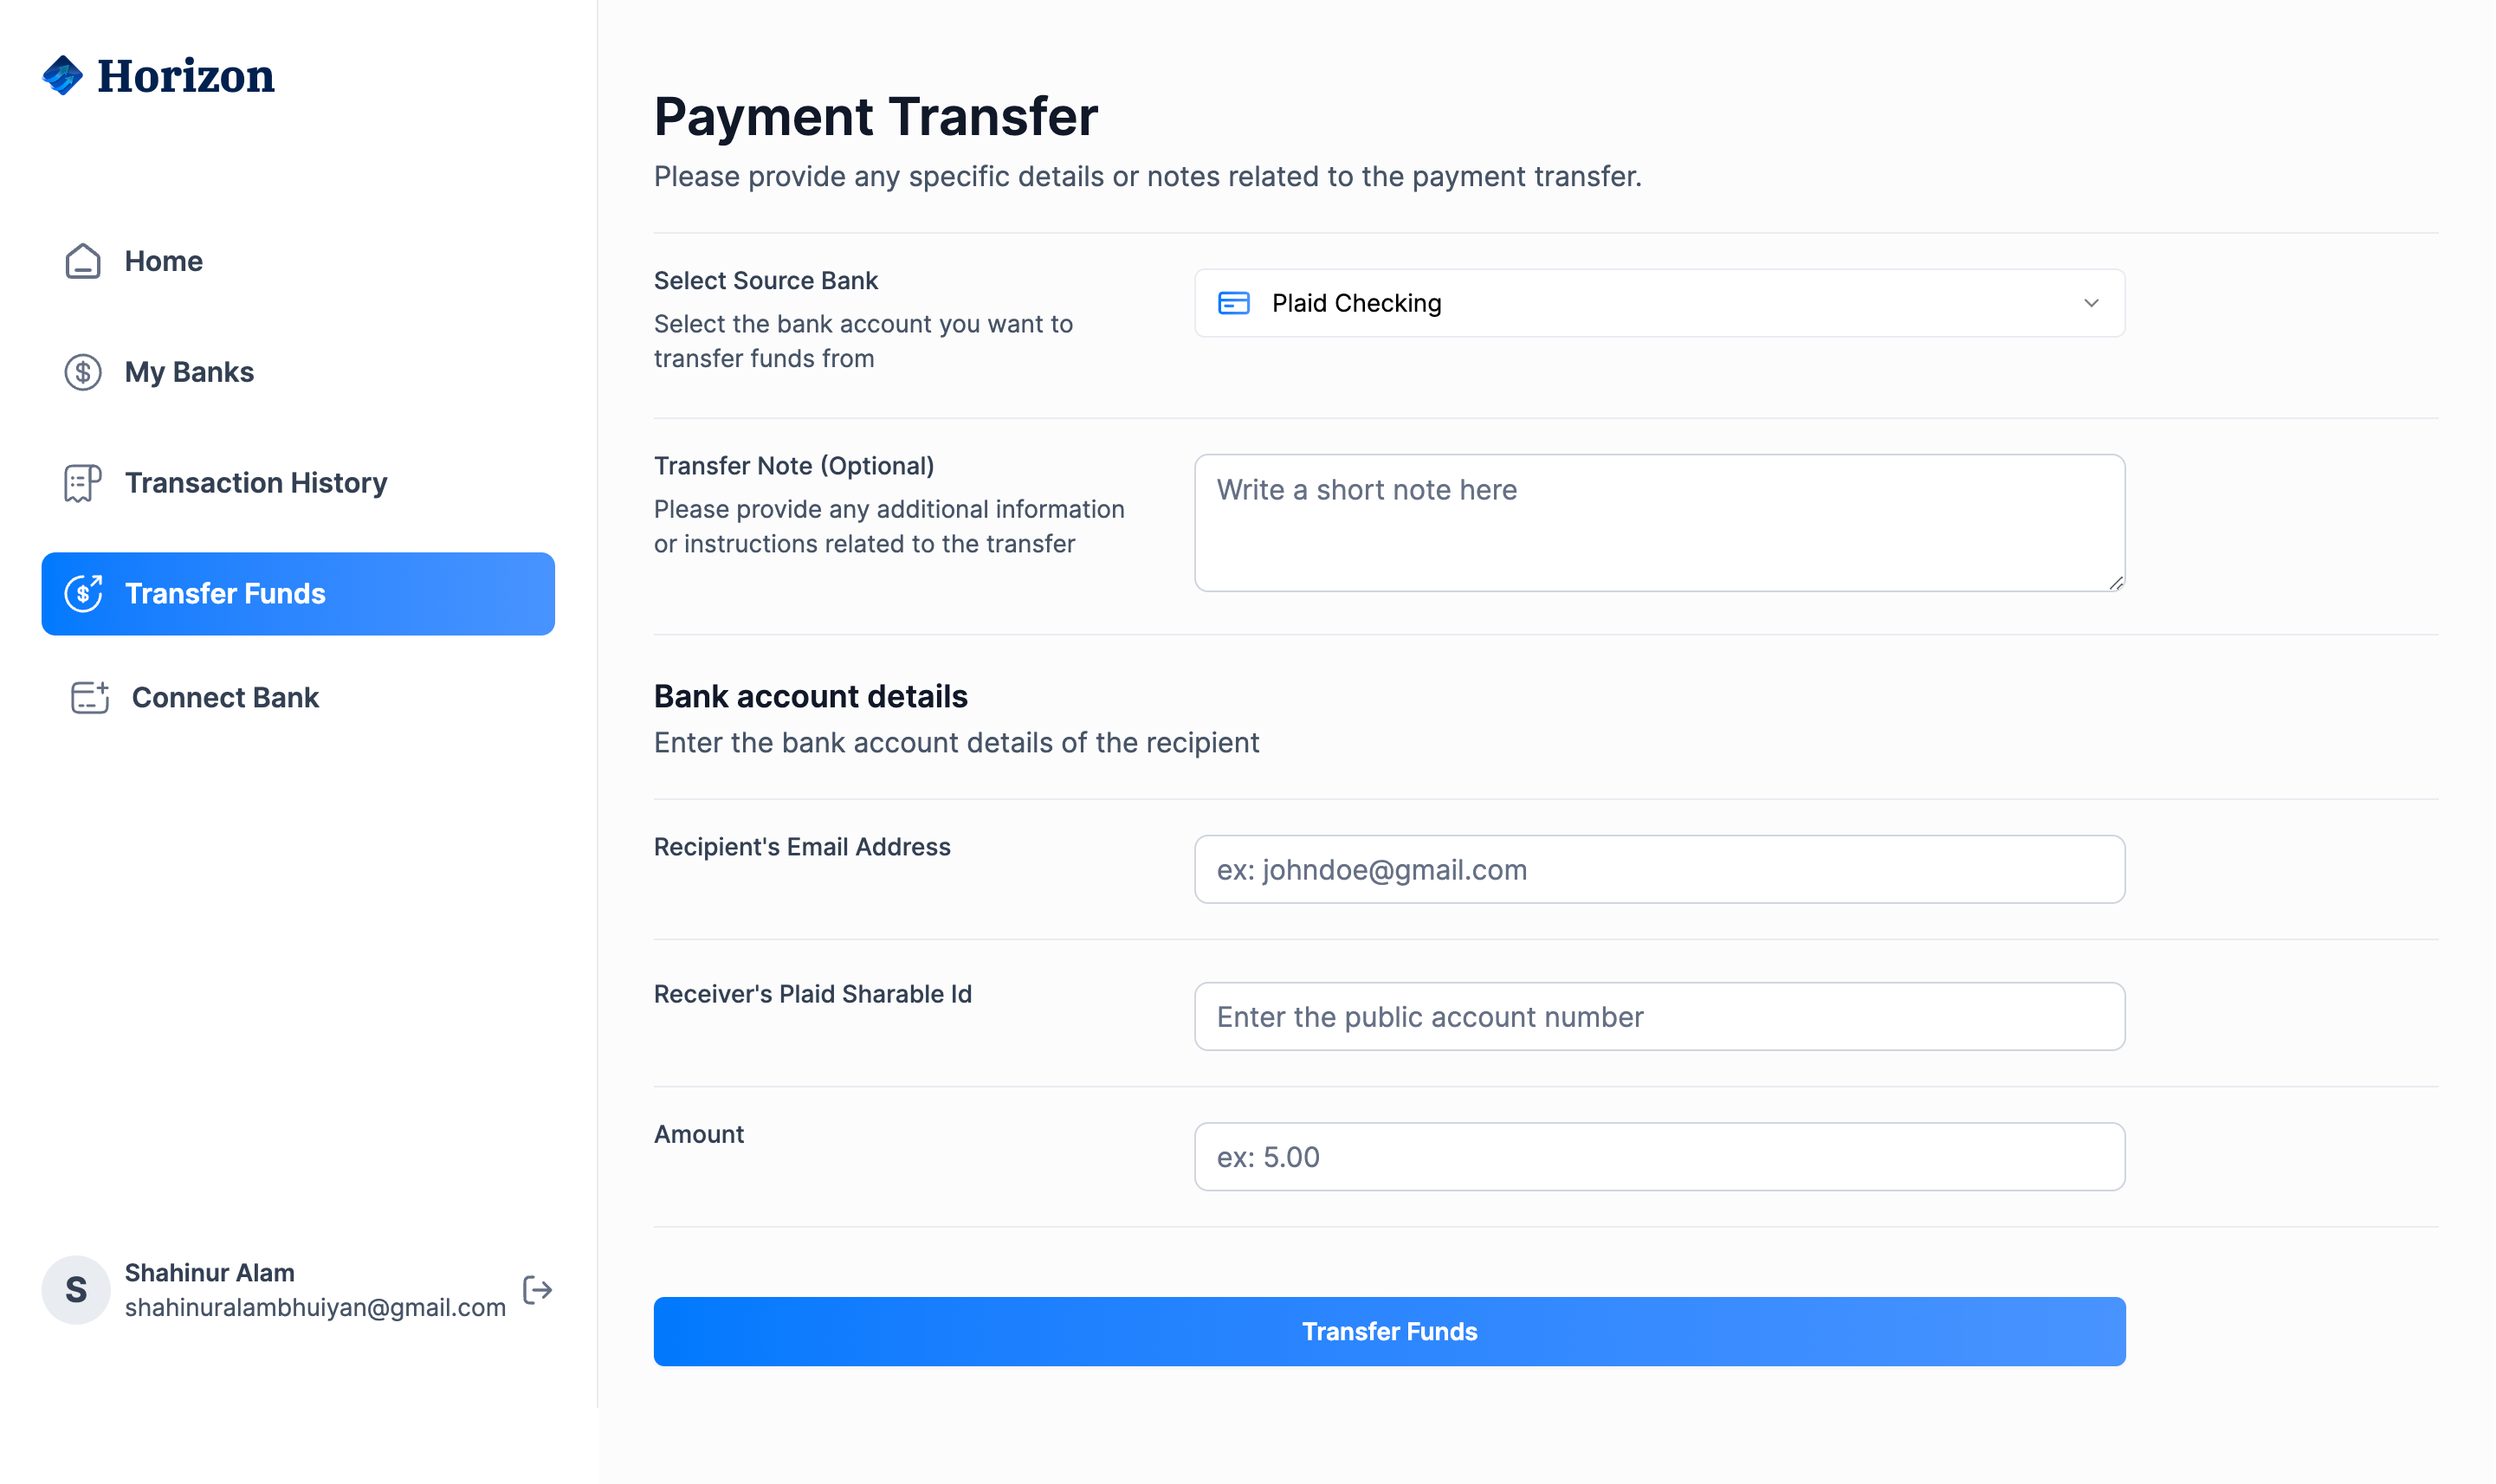 Horizon
Home
My Banks
Transaction History
Transfer Funds
Connect Bank
S
Shahinur Alam
shahinuralambhuiyan@gmail.com
Payment Transfer
Please provide any specific details or notes related to the payment transfer.
Select Source Bank
Select the bank account you want to
transfer funds from
Plaid Checking
Transfer Note (Optional)
Please provide any additional information
or instructions related to the transfer
Write a short note here
Bank account details
Enter the bank account details of the recipient
Recipient's Email Address
ex: johndoe@gmail.com
Receiver's Plaid Sharable Id
Enter the public account number
Amount
ex: 5.00
Transfer Funds